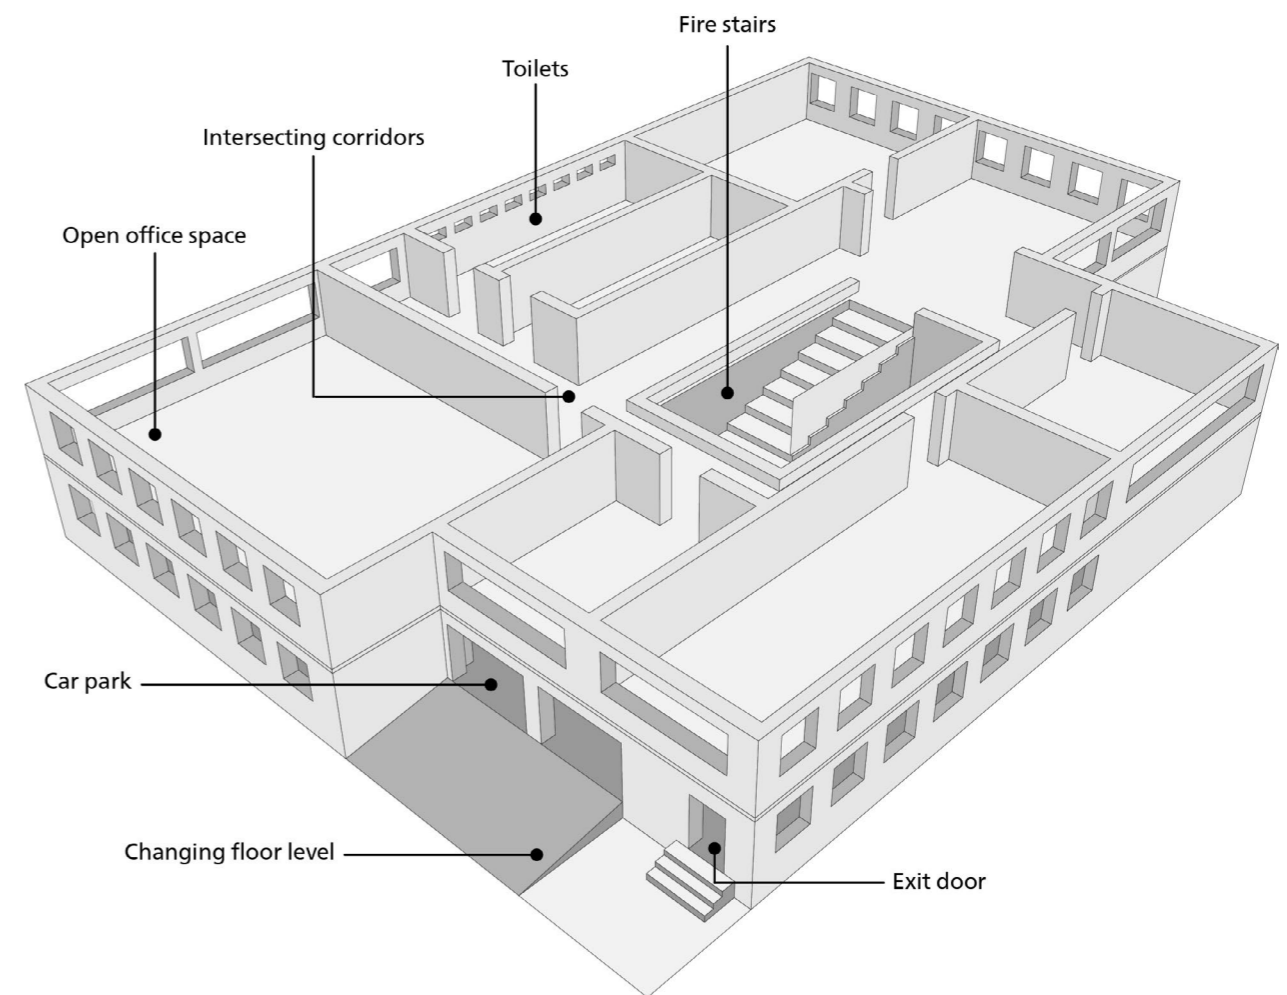 Fire stairs
Toilets
Intersecting corridors
Open office space
Car park
Changing floor level
Exit door